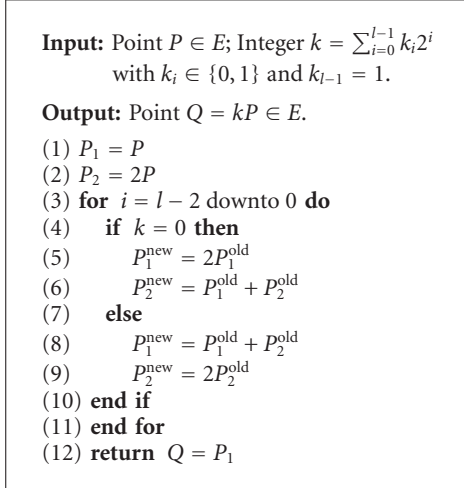 Input: Point P ∈ E; Integer k = ∑_{i=0}^{l−1} k_i 2^i
with k_i ∈ {0, 1} and k_{l−1} = 1.
Output: Point Q = kP ∈ E.
(1) P_1 = P
(2) P_2 = 2P
(3) for i = l − 2 downto 0 do
(4) if k = 0 then
(5) P_1^new = 2P_1^old
(6) P_2^new = P_1^old + P_2^old
(7) else
(8) P_1^new = P_1^old + P_2^old
(9) P_2^new = 2P_2^old
(10) end if
(11) end for
(12) return Q = P_1